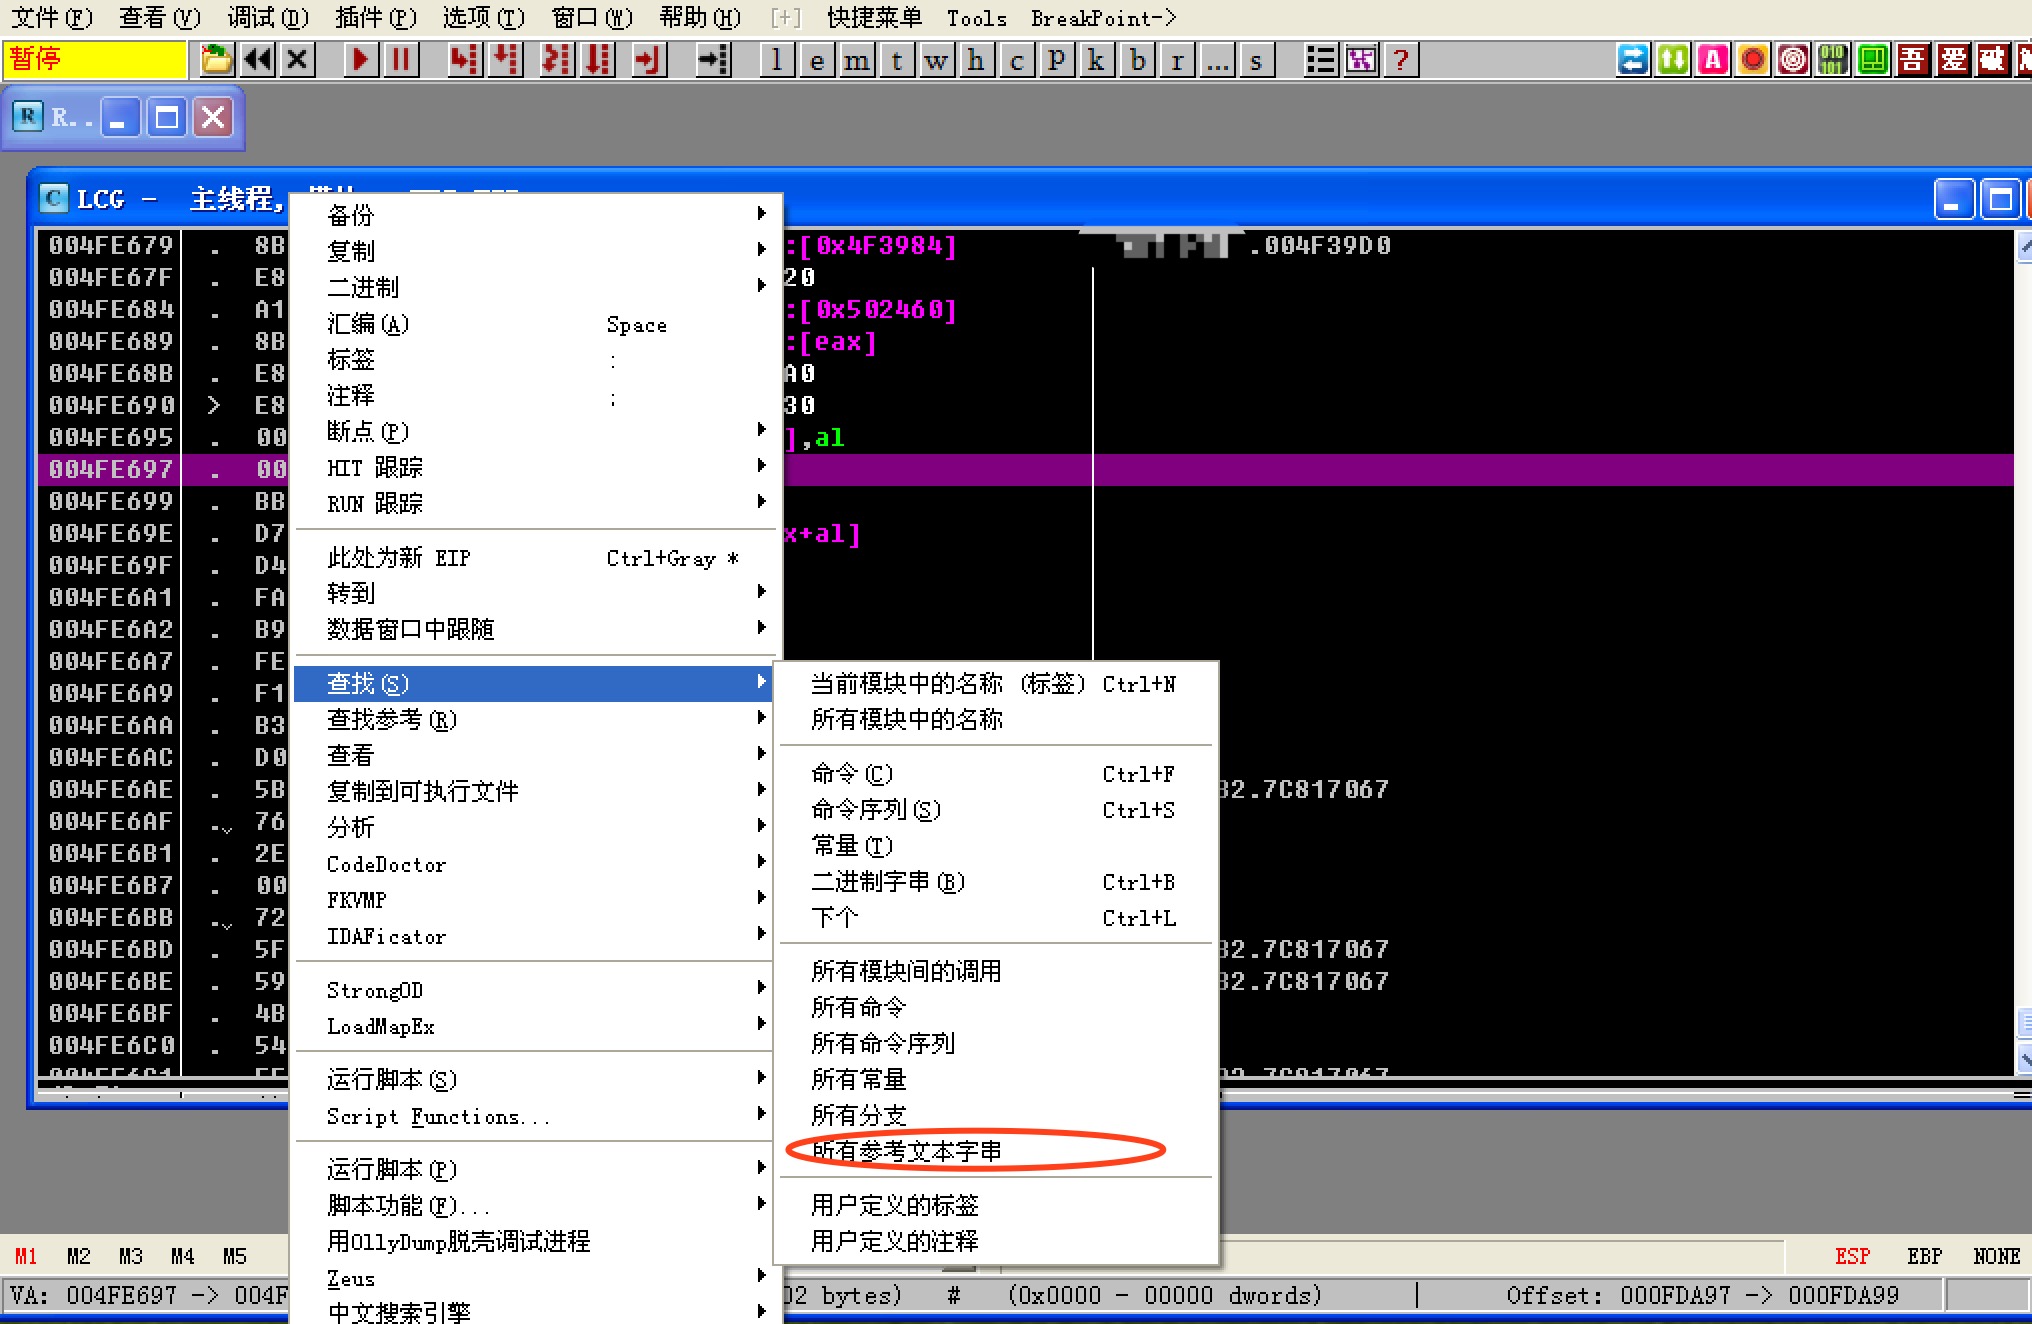 文件(F) 查看(V) 调试(D) 插件(P) 选项(T) 窗口(W) 帮助(H) [+] 快捷菜单 Tools BreakPoint->
暂停 l e m t w h c p k b r ... s ? A 010 101 吾 爱 破
R R..
C LCG - 主线程,
004FE679 . 8B :[0x4F3984] .004F39D0
004FE67F . E8 20
004FE684 . A1 :[0x502460]
004FE689 . 8B :[eax]
004FE68B . E8 A0
004FE690 > E8 30
004FE695 . 00 ],al
004FE697 . 00
004FE699 . BB
004FE69E . D7 x+al]
004FE69F . D4
004FE6A1 . FA
004FE6A2 . B9
004FE6A7 . FE
004FE6A9 . F1
004FE6AA . B3
004FE6AC . D0
004FE6AE . 5B 32.7C817067
004FE6AF . 76
004FE6B1 . 2E
004FE6B7 . 00
004FE6BB . 72
004FE6BD . 5F 32.7C817067
004FE6BE . 59 32.7C817067
004FE6BF . 4B
004FE6C0 . 54
备份
复制
二进制
汇编(A) Space
标签 :
注释 ;
断点(P)
HIT 跟踪
RUN 跟踪
此处为新 EIP Ctrl+Gray *
转到
数据窗口中跟随
查找(S)
查找参考(R)
查看
复制到可执行文件
分析
CodeDoctor
FKVMP
IDAFicator
StrongOD
LoadMapEx
运行脚本(S)
Script Functions...
运行脚本(P)
脚本功能(F)...
用OllyDump脱壳调试进程
Zeus
中文搜索引擎
当前模块中的名称 (标签) Ctrl+N
所有模块中的名称
命令(C) Ctrl+F
命令序列(S) Ctrl+S
常量(T)
二进制字串(B) Ctrl+B
下个 Ctrl+L
所有模块间的调用
所有命令
所有命令序列
所有常量
所有分支
所有参考文本字串
用户定义的标签
用户定义的注释
M1 M2 M3 M4 M5 ESP EBP NONE
VA: 004FE697 -> 004F 02 bytes) # (0x0000 - 00000 dwords) | Offset: 000FDA97 -> 000FDA99